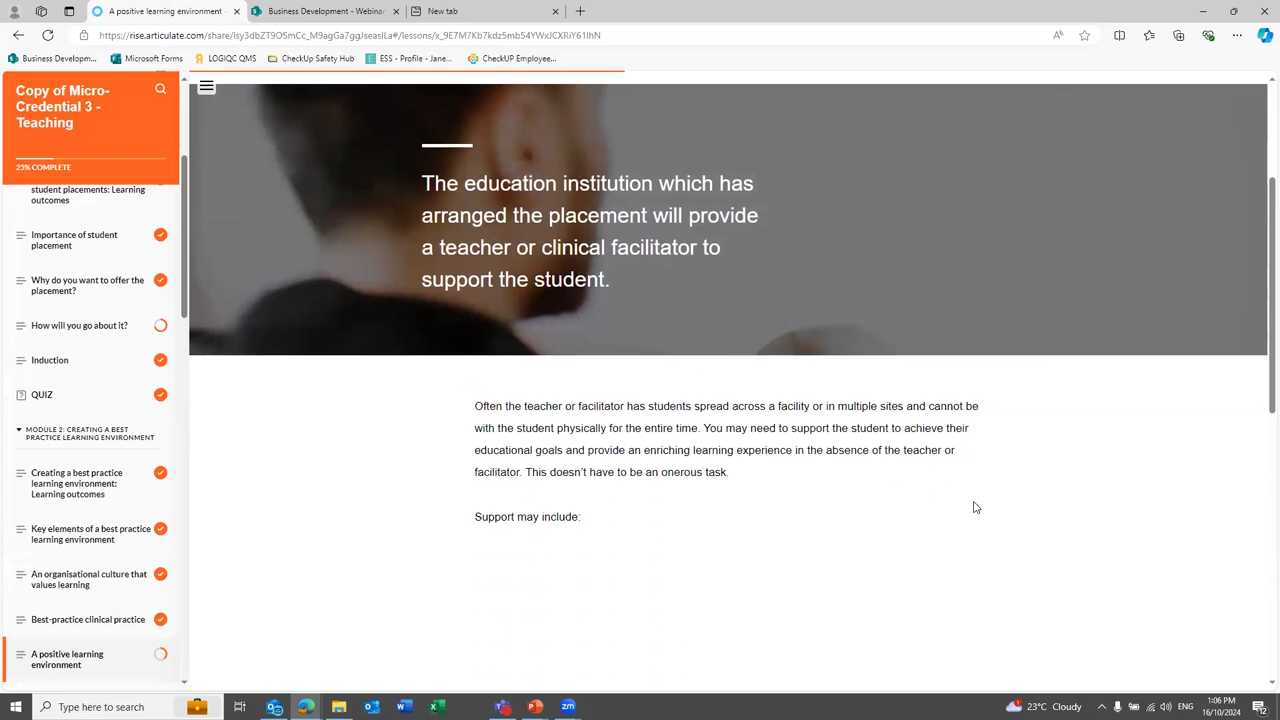 A positive learning environment -
Business Development - Webinar
New tab
https://rise.articulate.com/share/Isy3dbZT9OSmCc_M9agGa7ggJseaslLa#/lessons/x_9E7M7Kb7kdz5mb54YWxJCXRiY61lhN
Business Developm...
Microsoft Forms
LOGIQC QMS
CheckUp Safety Hub
ESS - Profile - Jane...
CheckUP Employee...
Copy of Micro-
Credential 3 -
Teaching
25% COMPLETE
student placements: Learning
outcomes
Importance of student
placement
Why do you want to offer the
placement?
How will you go about it?
Induction
QUIZ
MODULE 2: CREATING A BEST
PRACTICE LEARNING ENVIRONMENT
Creating a best practice
learning environment:
Learning outcomes
Key elements of a best practice
learning environment
An organisational culture that
values learning
Best-practice clinical practice
A positive learning
environment
The education institution which has
arranged the placement will provide
a teacher or clinical facilitator to
support the student.
Often the teacher or facilitator has students spread across a facility or in multiple sites and cannot be
with the student physically for the entire time. You may need to support the student to achieve their
educational goals and provide an enriching learning experience in the absence of the teacher or
facilitator. This doesn't have to be an onerous task.
Support may include:
Type here to search
23°C Cloudy
1:06 PM
16/10/2024